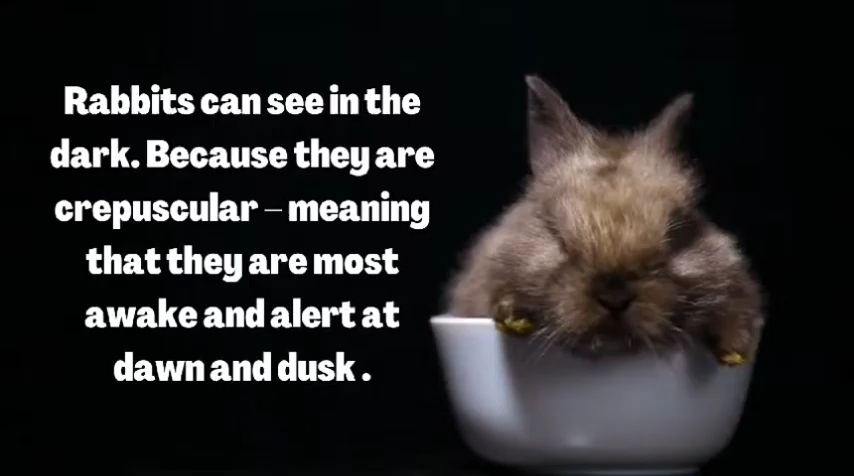 Rabbits can see in the
dark. Because they are
crepuscular – meaning
that they are most
awake and alert at
dawn and dusk .